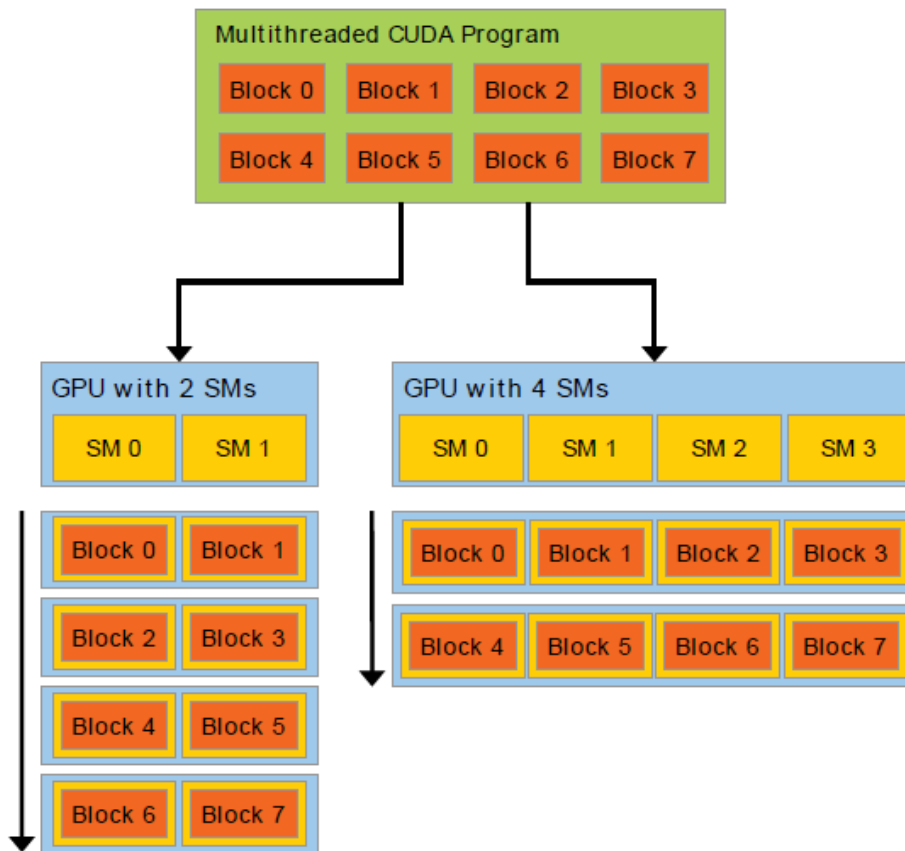 Multithreaded CUDA Program
Block 0 Block 1 Block 2 Block 3
Block 4 Block 5 Block 6 Block 7
GPU with 2 SMs
SM 0 SM 1
Block 0 Block 1
Block 2 Block 3
Block 4 Block 5
Block 6 Block 7
GPU with 4 SMs
SM 0 SM 1 SM 2 SM 3
Block 0 Block 1 Block 2 Block 3
Block 4 Block 5 Block 6 Block 7